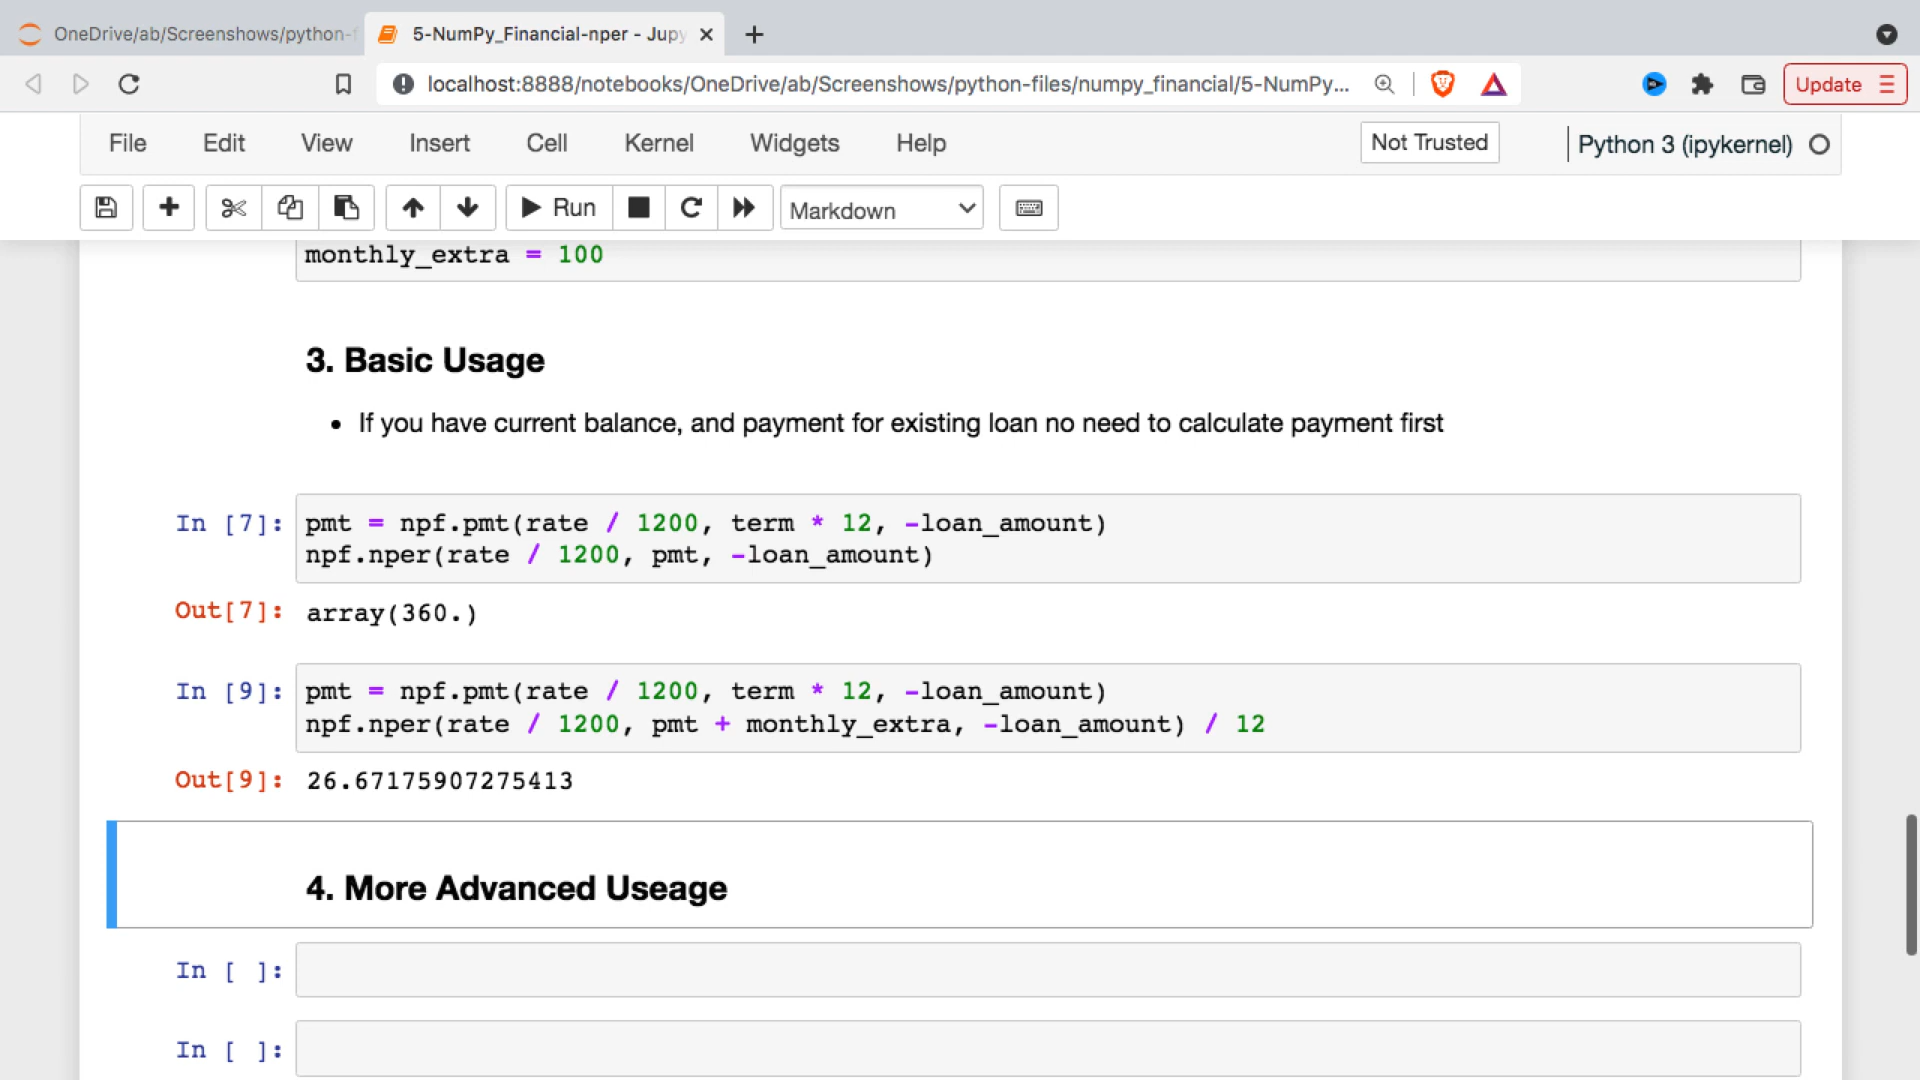 OneDrive/ab/Screenshows/python-f
5-NumPy_Financial-nper - Jupy
localhost:8888/notebooks/OneDrive/ab/Screenshows/python-files/numpy_financial/5-NumPy...
Update
File Edit View Insert Cell Kernel Widgets Help
Not Trusted
Python 3 (ipykernel)
Run
Markdown
monthly_extra = 100
3. Basic Usage
• If you have current balance, and payment for existing loan no need to calculate payment first
In [7]: pmt = npf.pmt(rate / 1200, term * 12, -loan_amount)
npf.nper(rate / 1200, pmt, -loan_amount)
Out[7]: array(360.)
In [9]: pmt = npf.pmt(rate / 1200, term * 12, -loan_amount)
npf.nper(rate / 1200, pmt + monthly_extra, -loan_amount) / 12
Out[9]: 26.67175907275413
4. More Advanced Useage
In [ ]:
In [ ]: